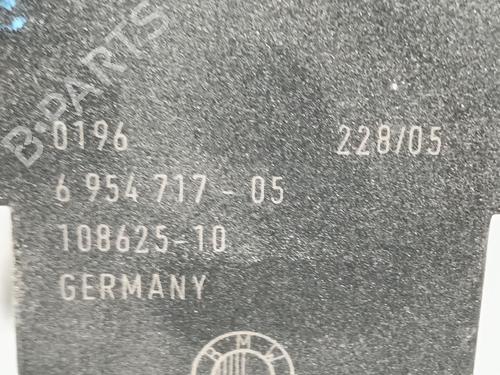 B-PARTS
0196 228/05
6 954 717 - 05
108625-10
GERMANY
BMW